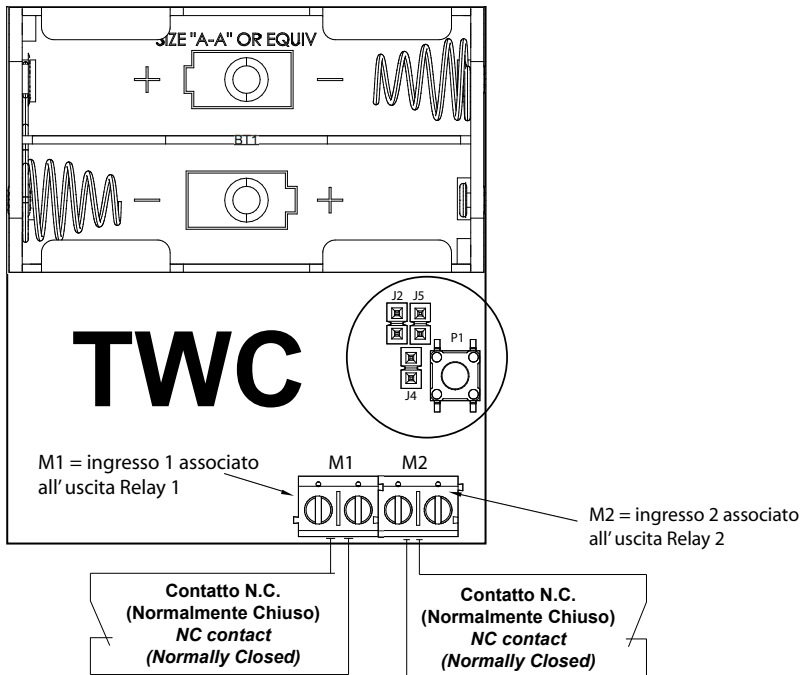 SIZE "A-A" OR EQUIV
+ −
BT1
− +
J2 J5
P1
J4
TWC
M1 = ingresso 1 associato
all' uscita Relay 1
M1 M2
M2 = ingresso 2 associato
all' uscita Relay 2
Contatto N.C.
(Normalmente Chiuso)
NC contact
(Normally Closed)
Contatto N.C.
(Normalmente Chiuso)
NC contact
(Normally Closed)